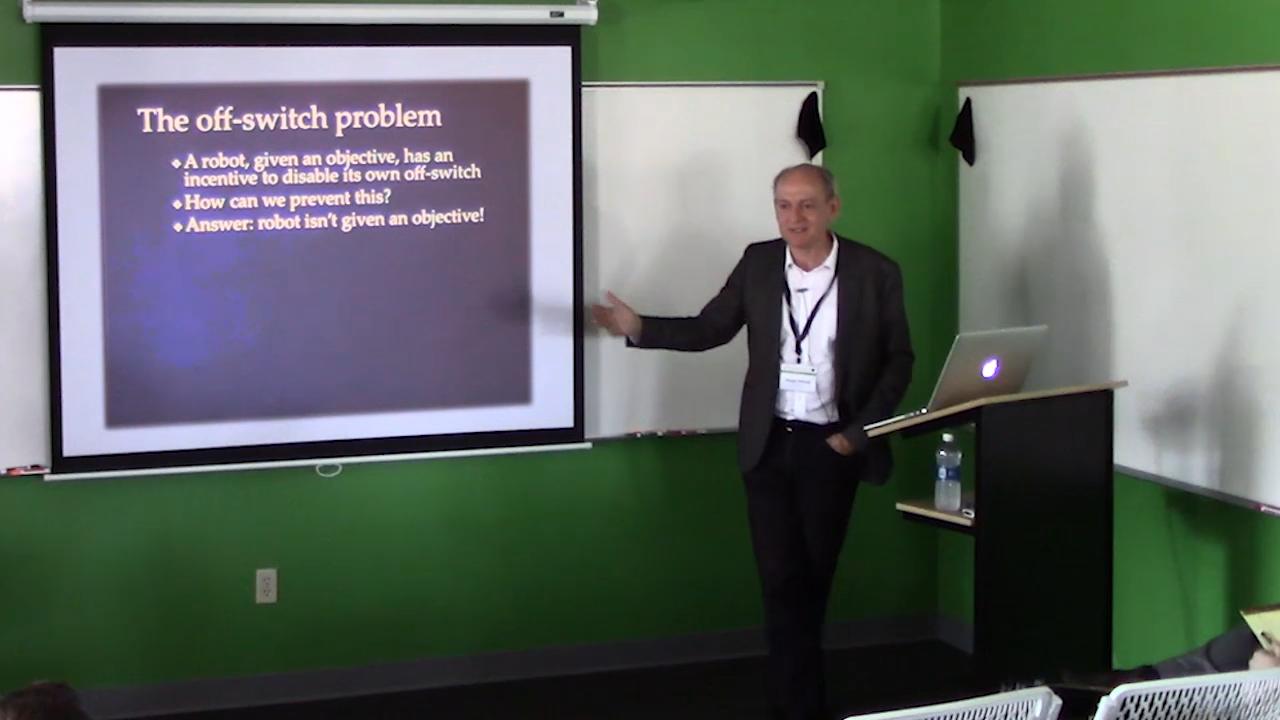 The off-switch problem
❖ A robot, given an objective, has an
incentive to disable its own off-switch
❖ How can we prevent this?
❖ Answer: robot isn't given an objective!